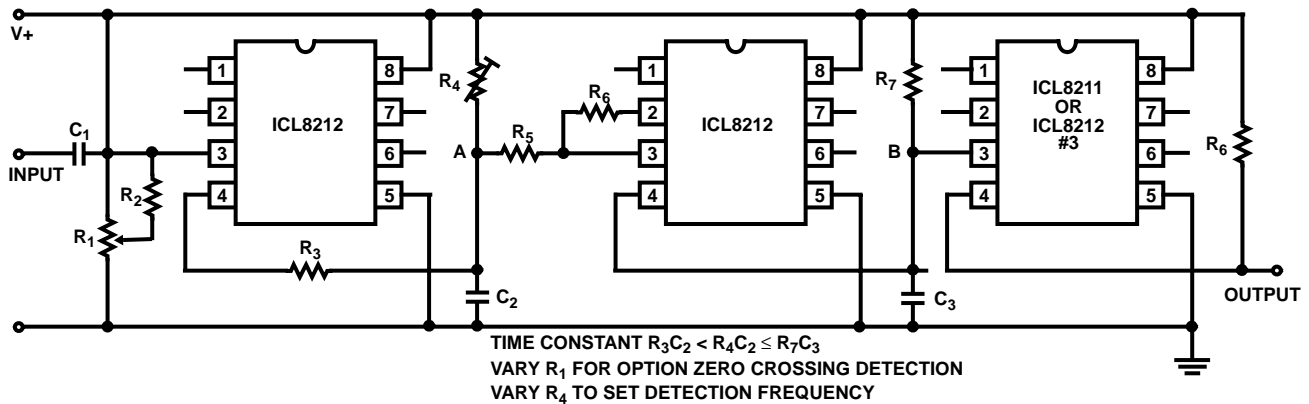 V+
INPUT
C1
R1
R2
1
2
3
4
ICL8212
8
7
6
5
R3
R4
A
C2
R5
R6
1
2
3
4
ICL8212
8
7
6
5
R7
B
C3
1
2
3
4
ICL8211
OR
ICL8212
#3
8
7
6
5
R6
OUTPUT
TIME CONSTANT R3C2 < R4C2 ≤ R7C3
VARY R1 FOR OPTION ZERO CROSSING DETECTION
VARY R4 TO SET DETECTION FREQUENCY